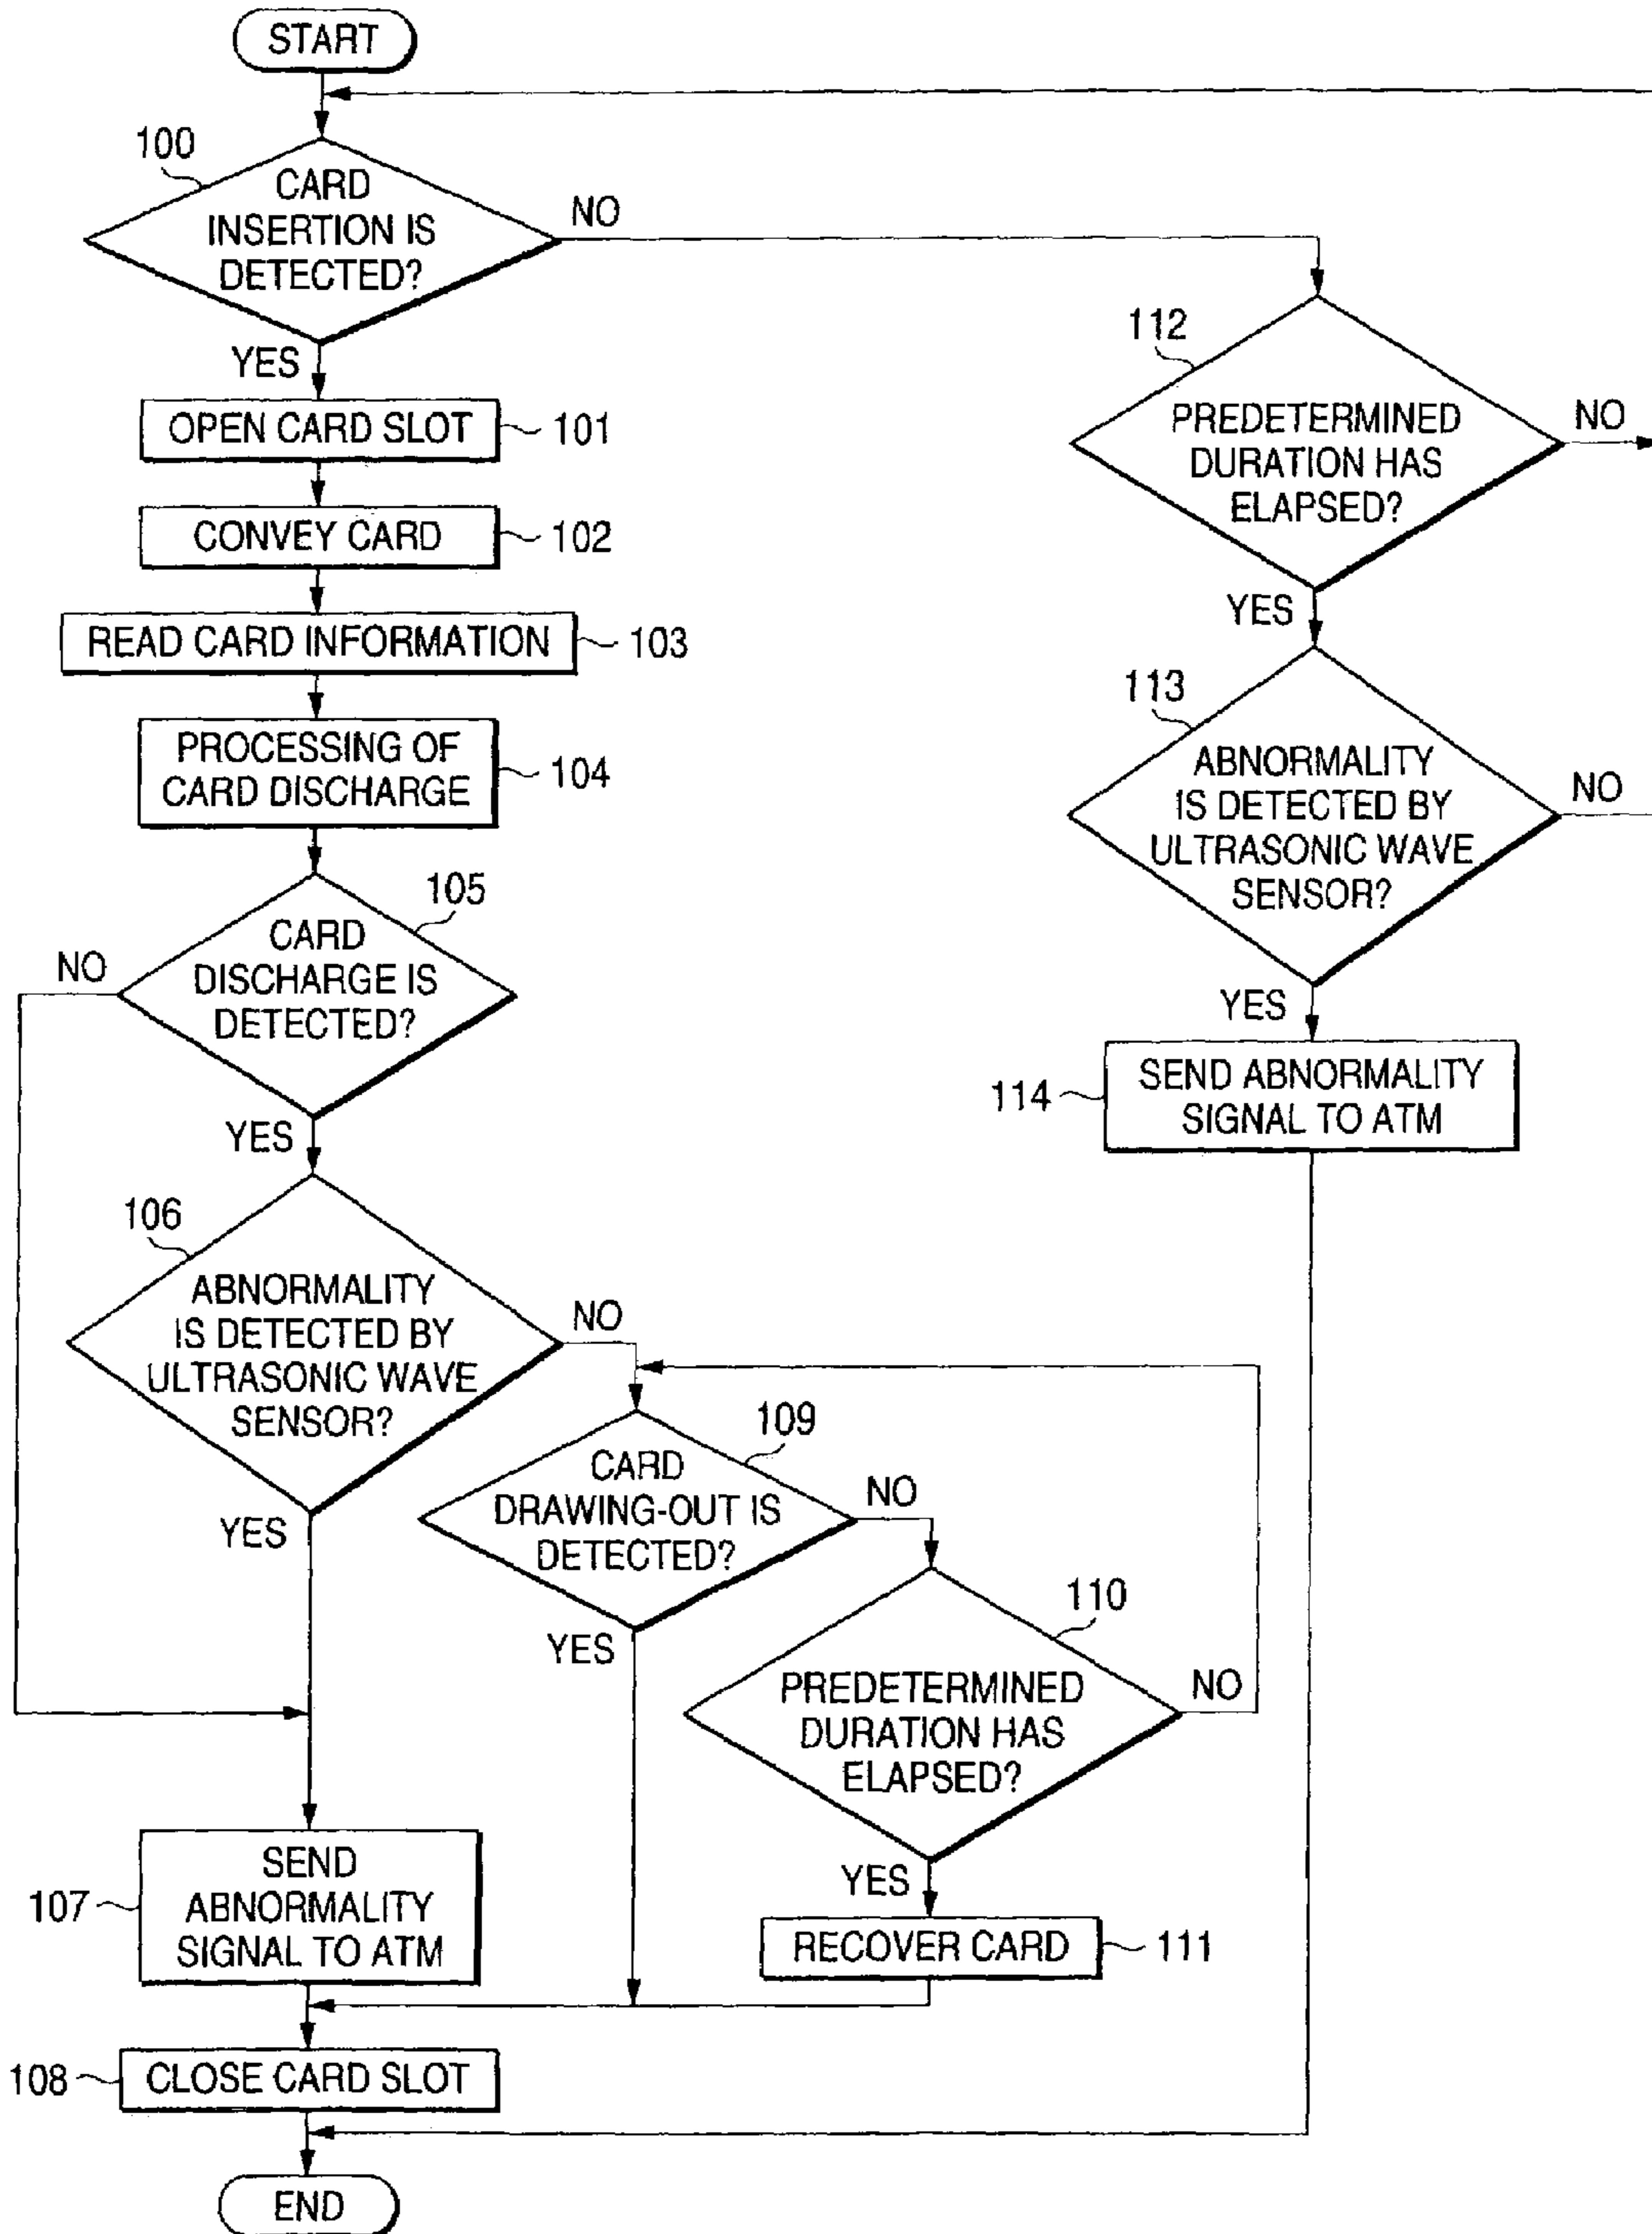 START
100
CARD
INSERTION IS
DETECTED?
NO
YES
OPEN CARD SLOT
101
CONVEY CARD
102
READ CARD INFORMATION
103
PROCESSING OF
CARD DISCHARGE
104
105
CARD
DISCHARGE IS
DETECTED?
NO
YES
106
ABNORMALITY
IS DETECTED BY
ULTRASONIC WAVE
SENSOR?
NO
YES
107
SEND
ABNORMALITY
SIGNAL TO ATM
108
CLOSE CARD SLOT
END
109
CARD
DRAWING-OUT IS
DETECTED?
NO
YES
110
PREDETERMINED
DURATION HAS
ELAPSED?
NO
YES
RECOVER CARD
111
112
PREDETERMINED
DURATION HAS
ELAPSED?
NO
YES
113
ABNORMALITY
IS DETECTED BY
ULTRASONIC WAVE
SENSOR?
NO
YES
114
SEND ABNORMALITY
SIGNAL TO ATM